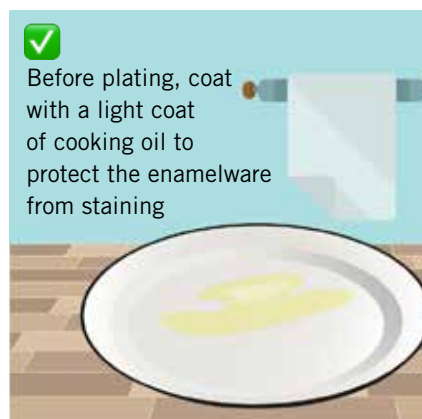 Before plating, coat
with a light coat
of cooking oil to
protect the enamelware
from staining